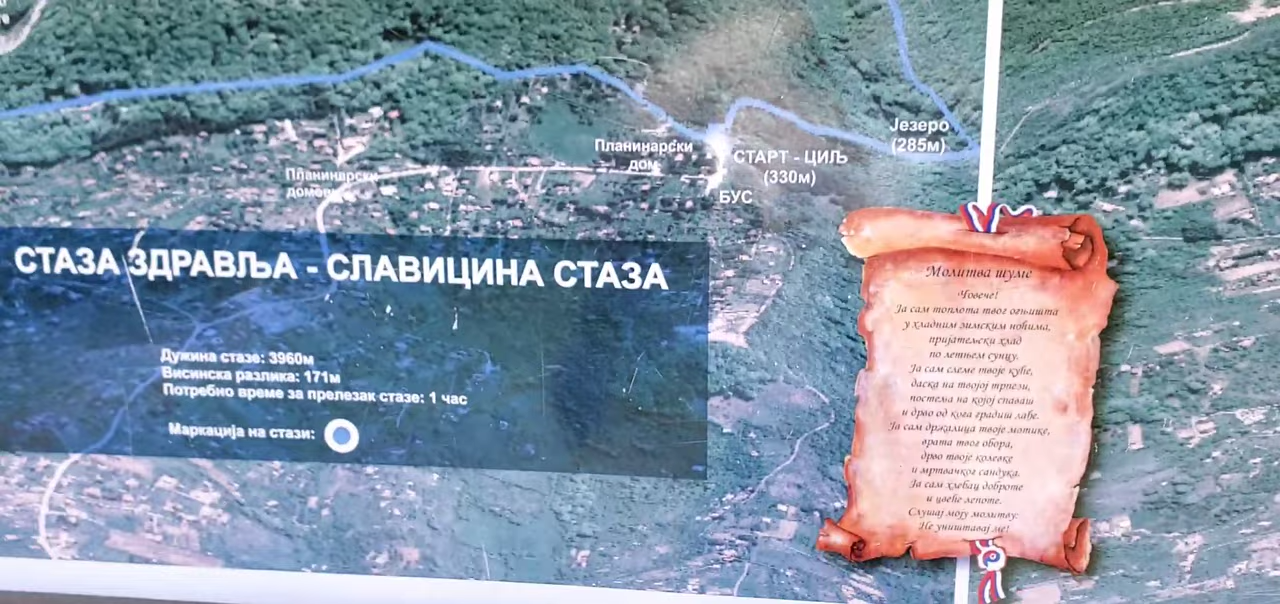 Планинарски
дом
СТАРТ - ЦИЉ
(330м)
БУС
Језеро
(285м)
Планинарски
СТАЗА ЗДРАВЉА - СЛАВИЦИНА СТАЗА
Дужина стазе: 3960м
Висинска разлика: 171м
Потребно време за прелезак стазе: 1 час
Маркација на стази:
Молитва шуме
Човече!
Ја сам топлота твог огњишта
у хладним зимским ноћима,
пријатељски хлад
по летњем сунцу.
Ја сам слеме твоје куће,
даска на твојој трпези,
постеља на којој спаваш
и дрво од кога градиш лађе.
Ја сам држалица твоје мотике,
врата твог обора,
дрво твоје колевке
и мртвачког сандука.
Ја сам хлебац доброте
и цвеће лепоте.
Слушај моју молитву:
Не уништавај ме!